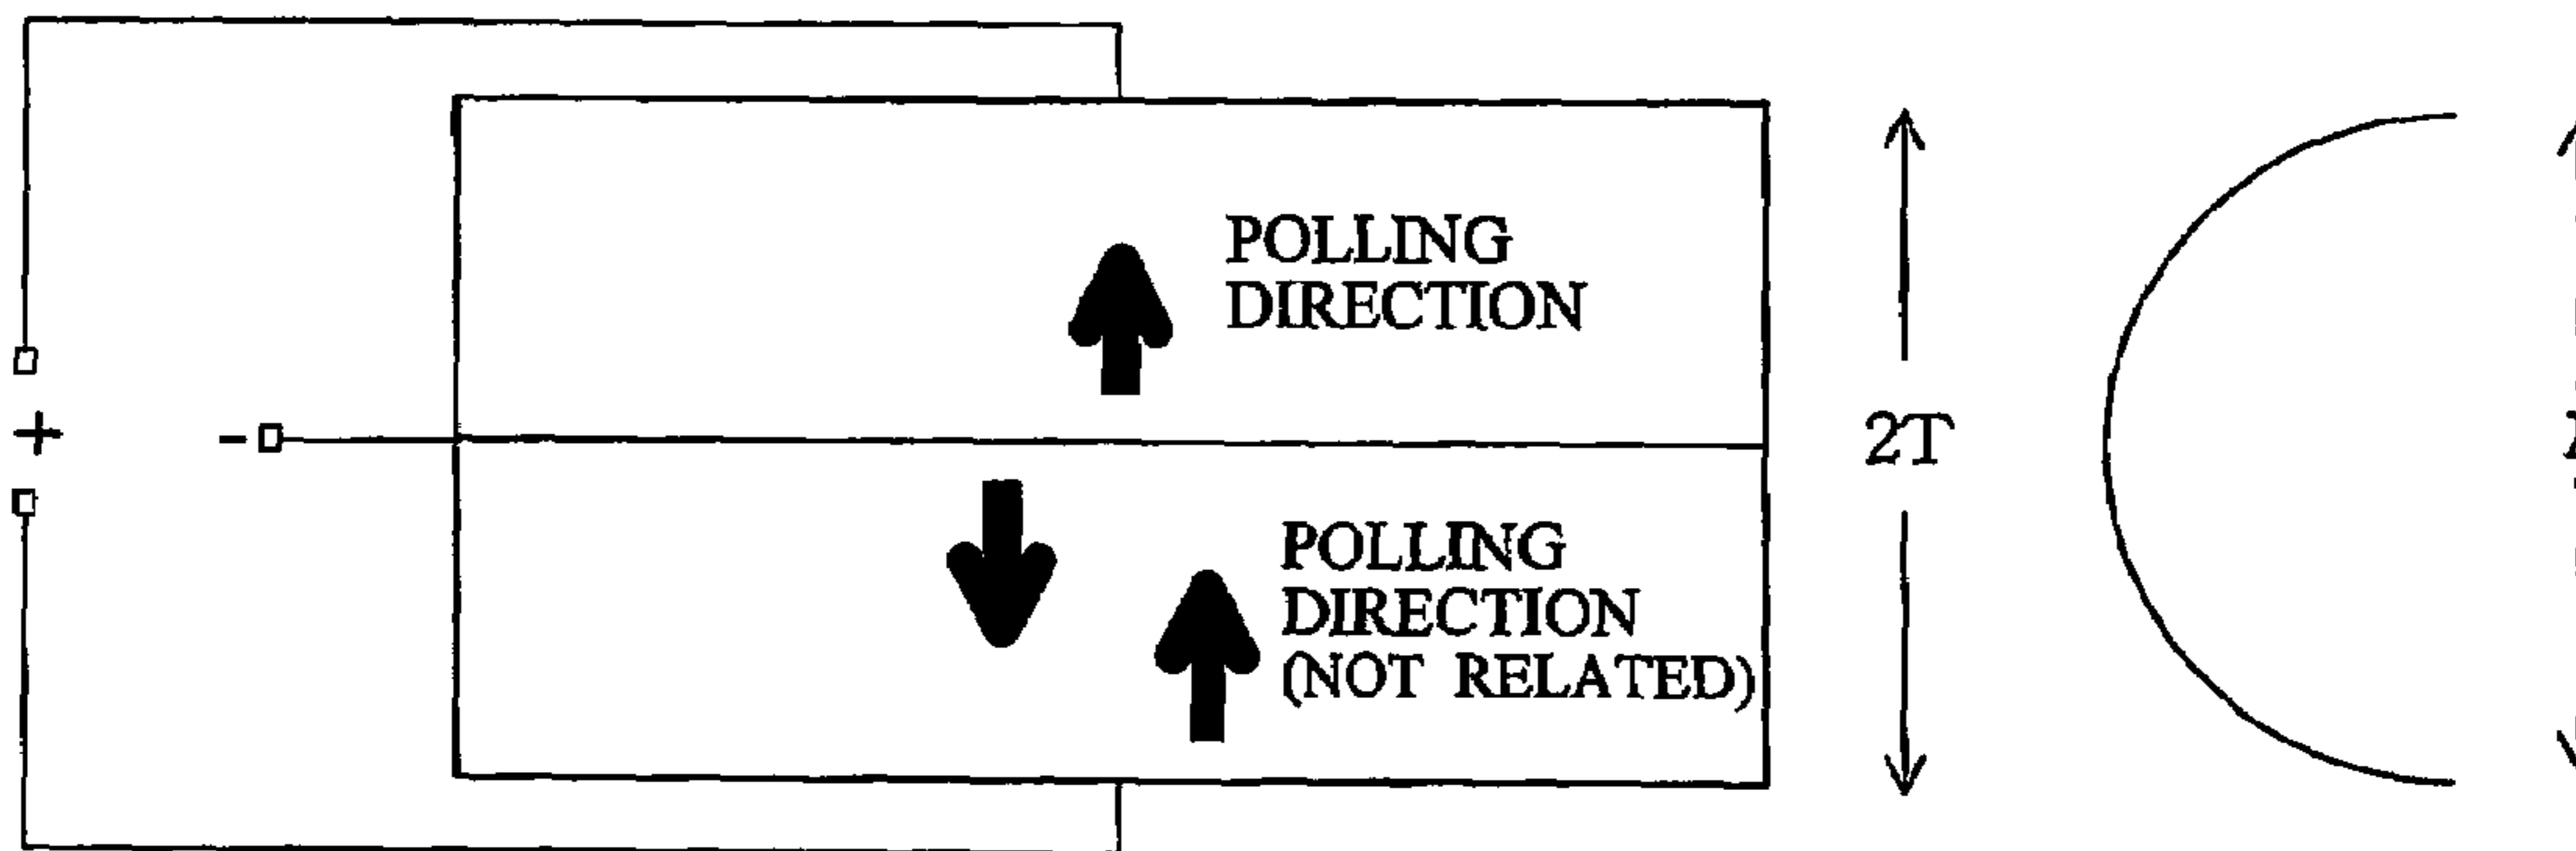 POLLING
DIRECTION
+
-
2T
POLLING
DIRECTION
(NOT RELATED)